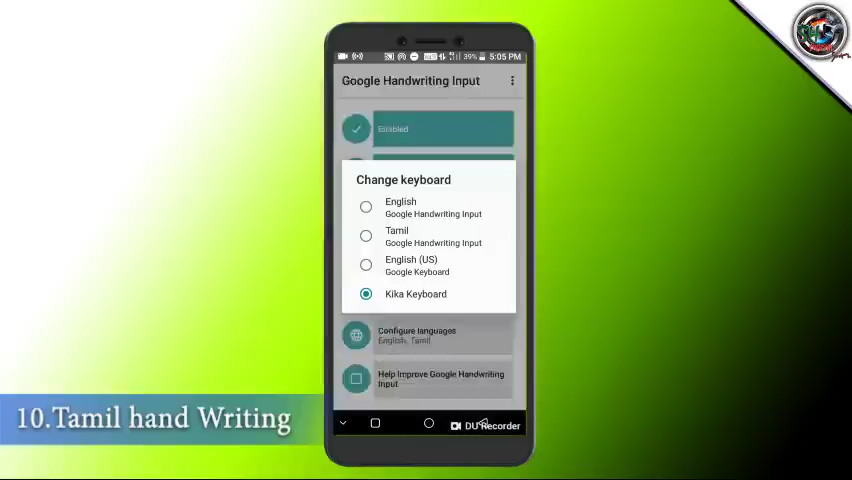 39% 5:05 PM
Google Handwriting Input
Enabled
Change keyboard
English
Google Handwriting Input
Tamil
Google Handwriting Input
English (US)
Google Keyboard
Kika Keyboard
Configure languages
English, Tamil
Help Improve Google Handwriting
Input
10.Tamil hand Writing
DU Recorder